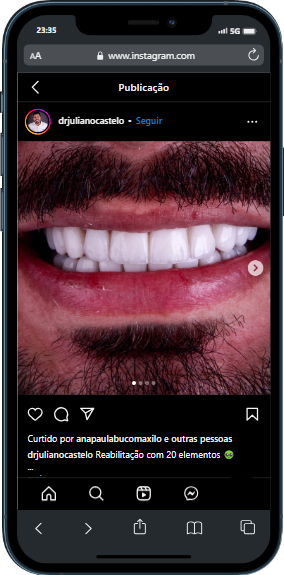 23:35
5G
AA www.instagram.com
Publicação
drjulianocastelo • Seguir
Curtido por anapaulabucomaxilo e outras pessoas
drjulianocastelo Reabilitação com 20 elementos
...